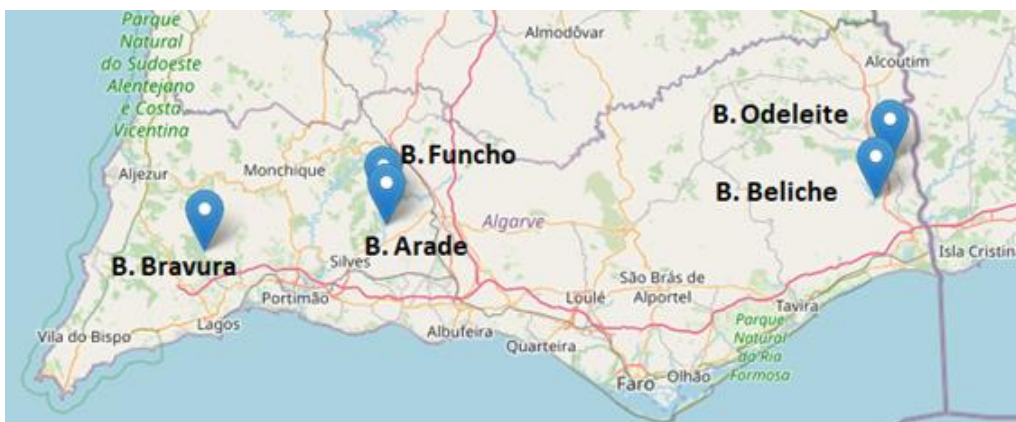 Parque
Natural
do Sudoeste
Alentejano
e Costa
Vicentina
Almodôvar
Alcoutim
B. Odeleite
B. Funcho
Monchique
Aljezur
B. Beliche
Algarve
B. Arade
B. Bravura
Silves
Isla Cristin
São Brás de
Alportel
Portimão
Loulé
Tavira
Lagos
Albufeira
Vila do Bispo
Quarteira
Parque
Natural
da Ria
Formosa
Faro
Olhão